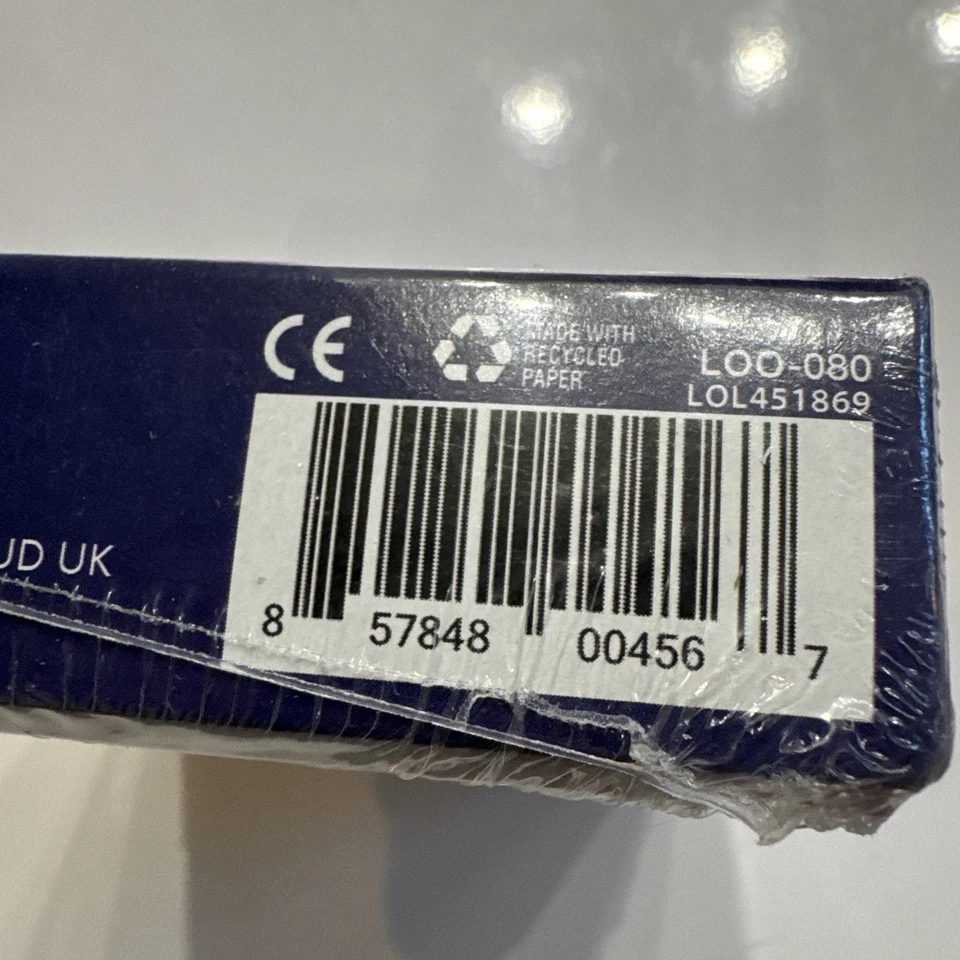 CE
MADE WITH
RECYCLED
PAPER
LOO-080
LOL451869
UD UK
8 57848 00456 7